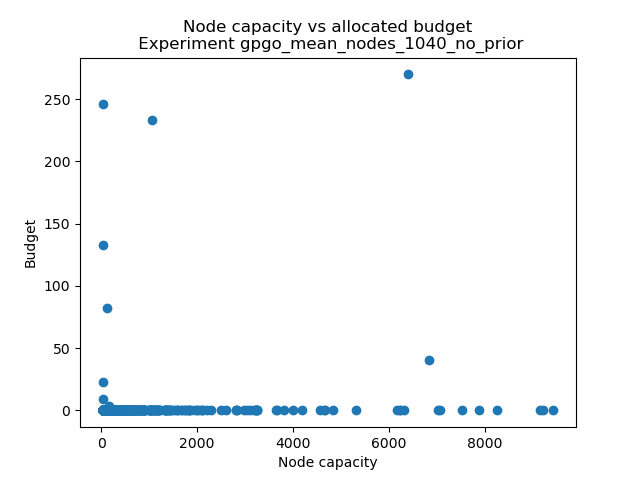 Node capacity vs allocated budget
Experiment gpgo_mean_nodes_1040_no_prior
250
200
150
100
50
0
Budget
0 2000 4000 6000 8000
Node capacity